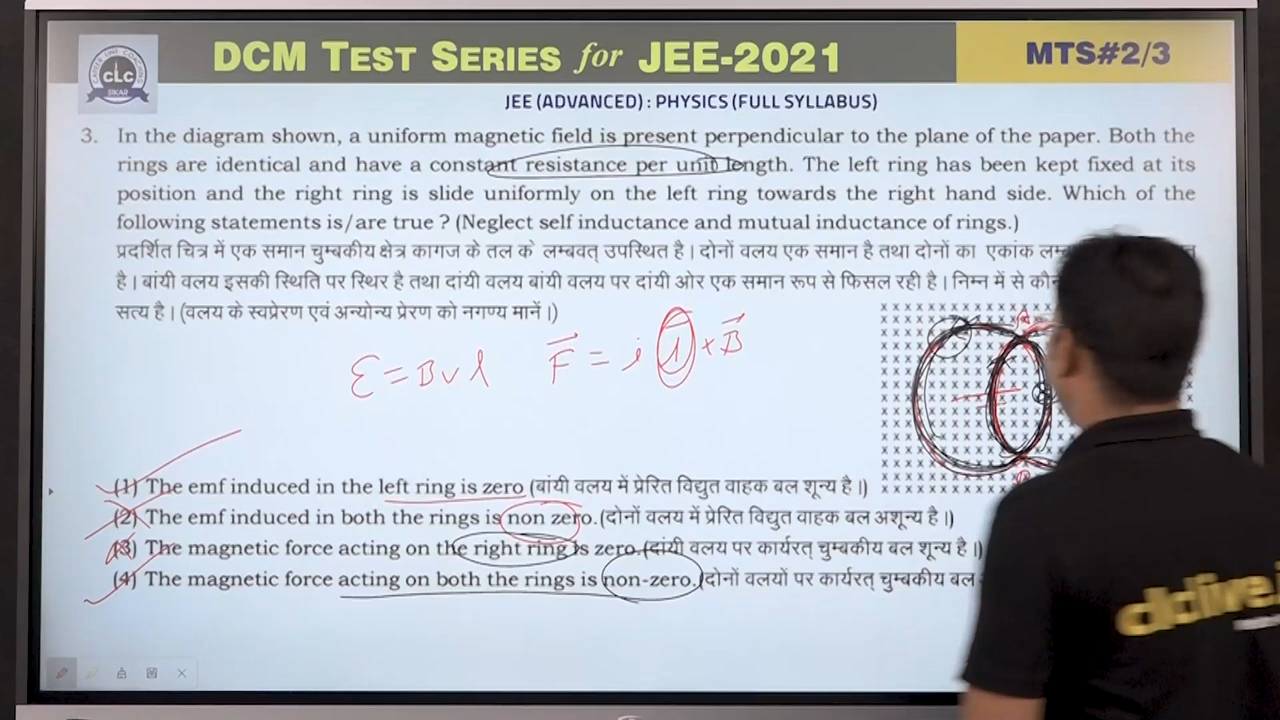 DCM TEST SERIES for JEE-2021
MTS#2/3
CLC
SIKAR
JEE (ADVANCED) : PHYSICS (FULL SYLLABUS)
3. In the diagram shown, a uniform magnetic field is present perpendicular to the plane of the paper. Both the
rings are identical and have a constant resistance per unit length. The left ring has been kept fixed at its
position and the right ring is slide uniformly on the left ring towards the right hand side. Which of the
following statements is/are true ? (Neglect self inductance and mutual inductance of rings.)
प्रदर्शित चित्र में एक समान चुम्बकीय क्षेत्र कागज के तल के लम्बवत् उपस्थित है। दोनों वलय एक समान है तथा दोनों का एकांक
है। बांयी वलय इसकी स्थिति पर स्थिर है तथा दांयी वलय बांयी वलय पर दांयी ओर एक समान रूप से फिसल रही है। निम्न में से
सत्य है। (वलय के स्वप्रेरण एवं अन्योन्य प्रेरण को नगण्य मानें।)
ε = Bvl F⃗ = i l × B⃗
(1) The emf induced in the left ring is zero (बांयी वलय में प्रेरित विद्युत वाहक बल शून्य है।)
(2) The emf induced in both the rings is non zero. (दोनों वलय में प्रेरित विद्युत वाहक बल अशून्य है।)
(3) The magnetic force acting on the right ring is zero. (दांयी वलय पर कार्यरत् चुम्बकीय बल शून्य है।)
(4) The magnetic force acting on both the rings is non-zero. (दोनों वलयों पर कार्यरत् चुम्बकीय बल
dclive.i